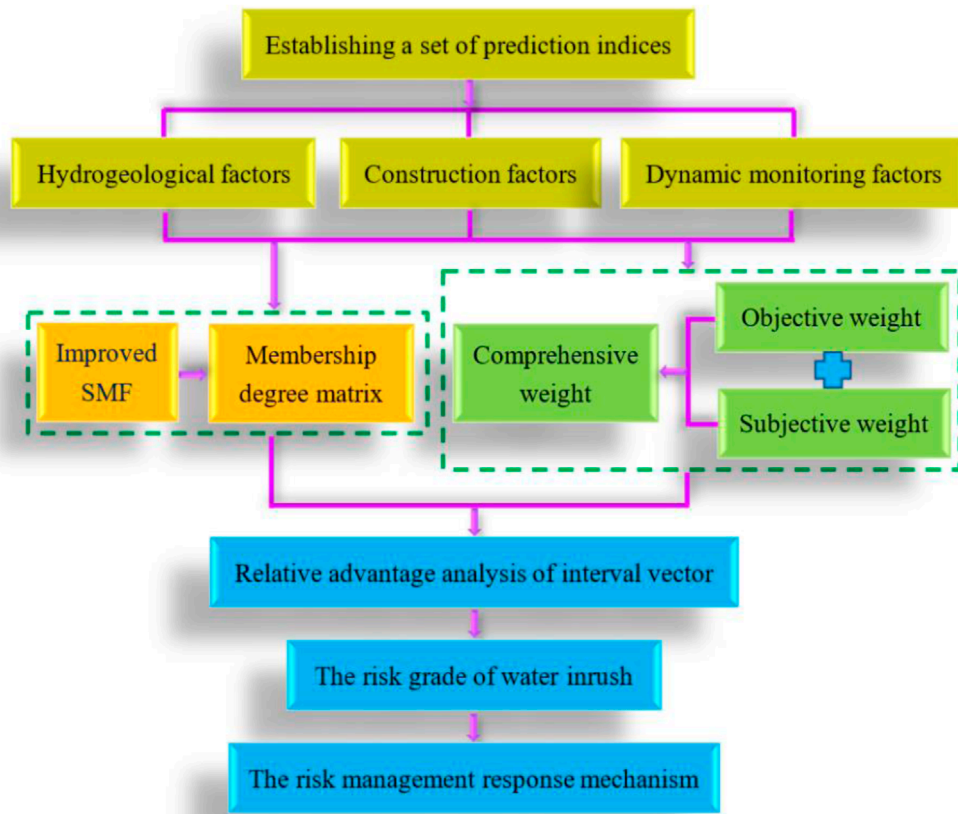 Establishing a set of prediction indices
Hydrogeological factors
Construction factors
Dynamic monitoring factors
Improved
SMF
Membership
degree matrix
Comprehensive
weight
Objective weight
Subjective weight
Relative advantage analysis of interval vector
The risk grade of water inrush
The risk management response mechanism